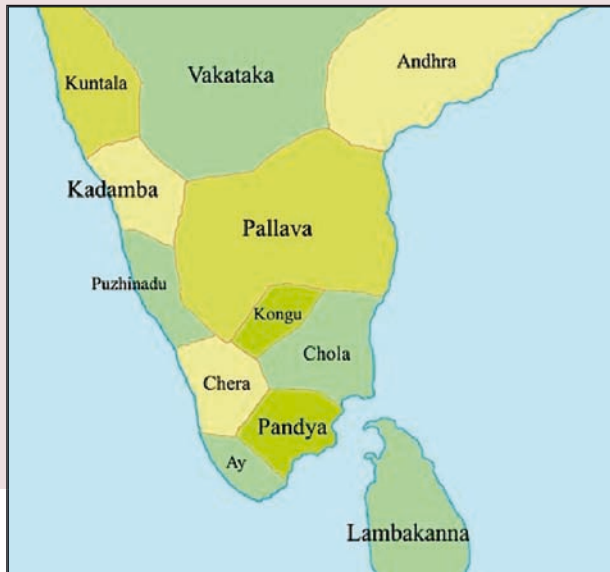 Andhra
Vakataka
Kuntala
Kadamba
Pallava
Puzhinadu
Kongu
Chola
Chera
Pandya
Ay
Lambakanna